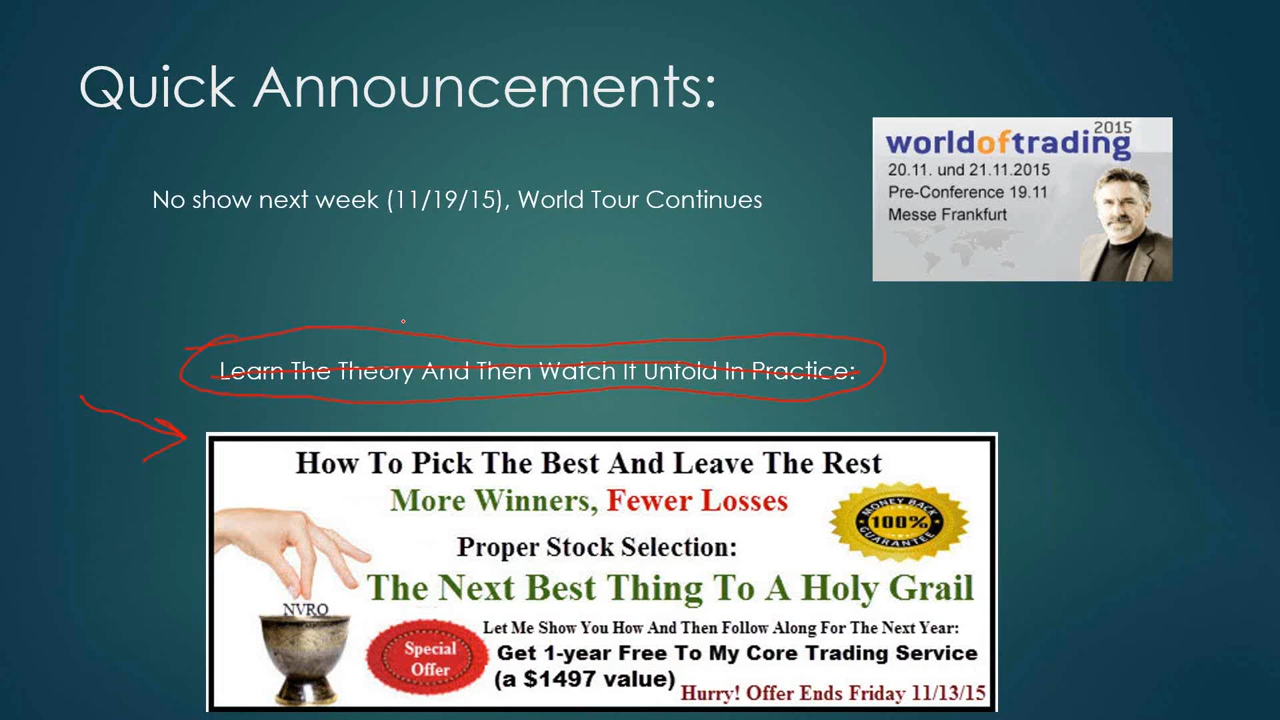 Quick Announcements:
2015
worldoftrading
20.11. und 21.11.2015
Pre-Conference 19.11
Messe Frankfurt
No show next week (11/19/15), World Tour Continues
Learn The Theory And Then Watch It Unfold In Practice:
How To Pick The Best And Leave The Rest
More Winners, Fewer Losses
MONEY BACK
100%
GUARANTEE
Proper Stock Selection:
The Next Best Thing To A Holy Grail
NVRO
Let Me Show You How And Then Follow Along For The Next Year:
Special
Offer
Get 1-year Free To My Core Trading Service
(a $1497 value)
Hurry! Offer Ends Friday 11/13/15